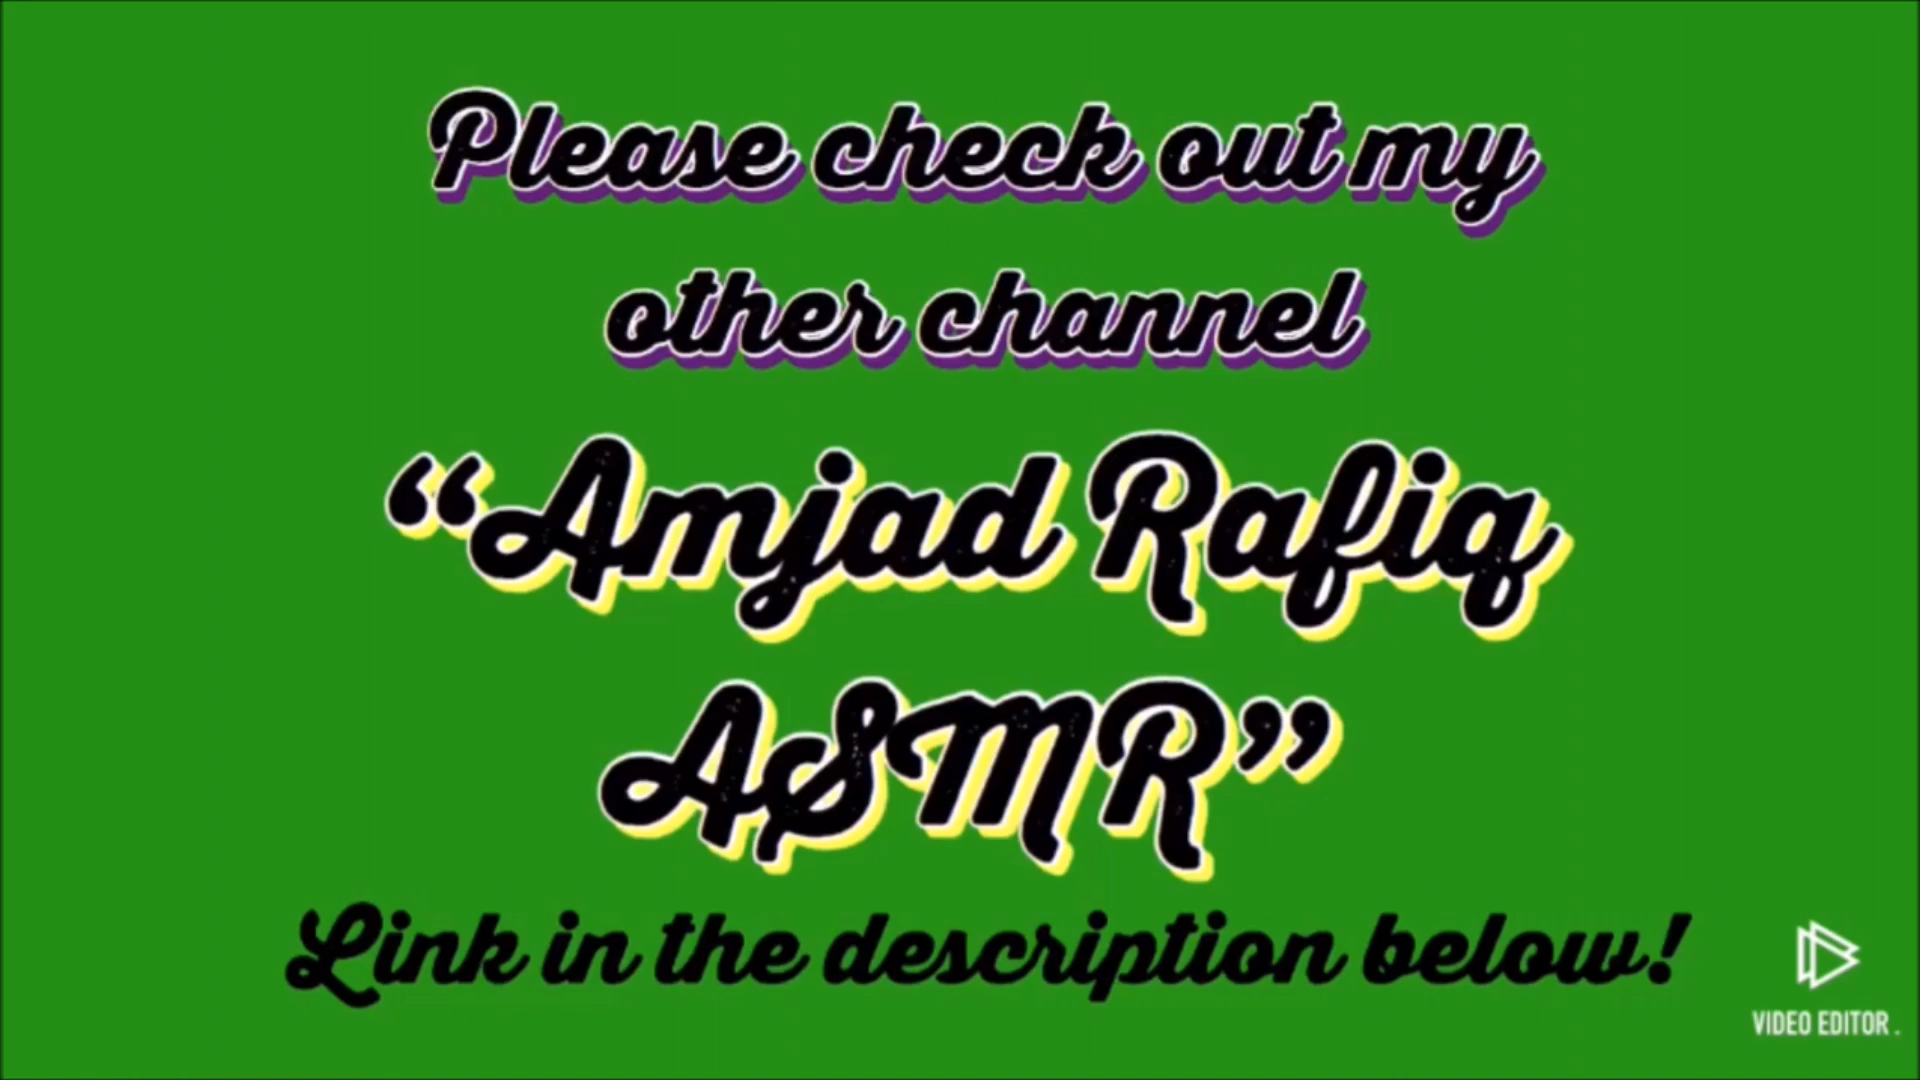 Please check out my
other channel
“Amjad Rafiq
ASMR”
Link in the description below!
VIDEO EDITOR.